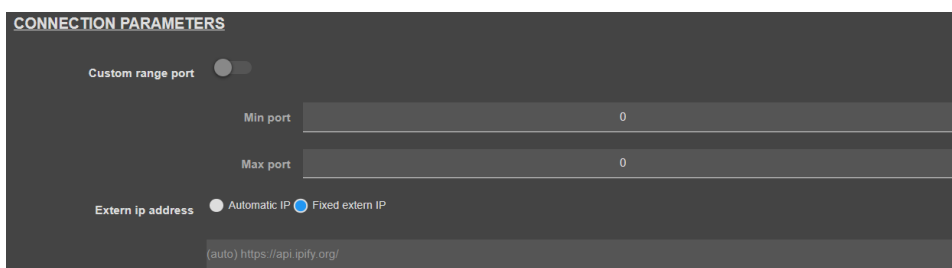 CONNECTION PARAMETERS
Custom range port
Min port 0
Max port 0
Extern ip address Automatic IP Fixed extern IP
(auto) https://api.ipify.org/